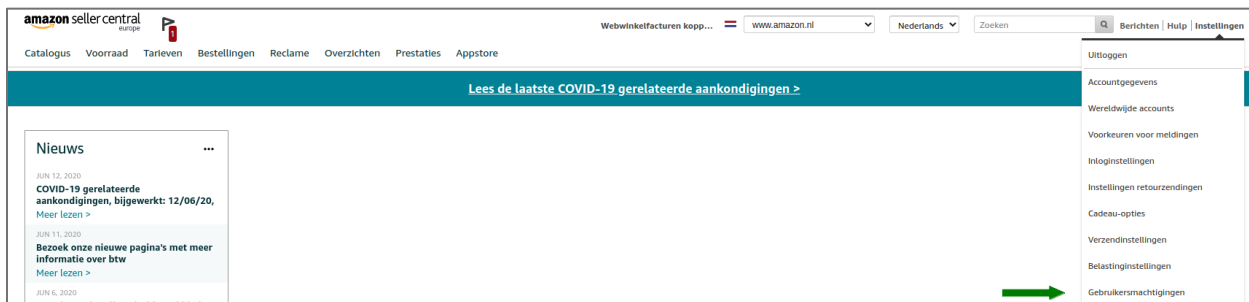 amazon seller central
europe
1
Webwinkelfacturen kopp...
www.amazon.nl
Nederlands
Zoeken
Berichten | Hulp | Instellingen
Catalogus Voorraad Tarieven Bestellingen Reclame Overzichten Prestaties Appstore
Uitloggen
Accountgegevens
Wereldwijde accounts
Voorkeuren voor meldingen
Inloginstellingen
Instellingen retourzendingen
Cadeau-opties
Verzendinstellingen
Belastinginstellingen
Gebruikersmachtigingen
Lees de laatste COVID-19 gerelateerde aankondigingen >
Nieuws
JUN 12, 2020
COVID-19 gerelateerde
aankondigingen, bijgewerkt: 12/06/20,
Meer lezen >
JUN 11, 2020
Bezoek onze nieuwe pagina's met meer
informatie over btw
Meer lezen >
JUN 6, 2020